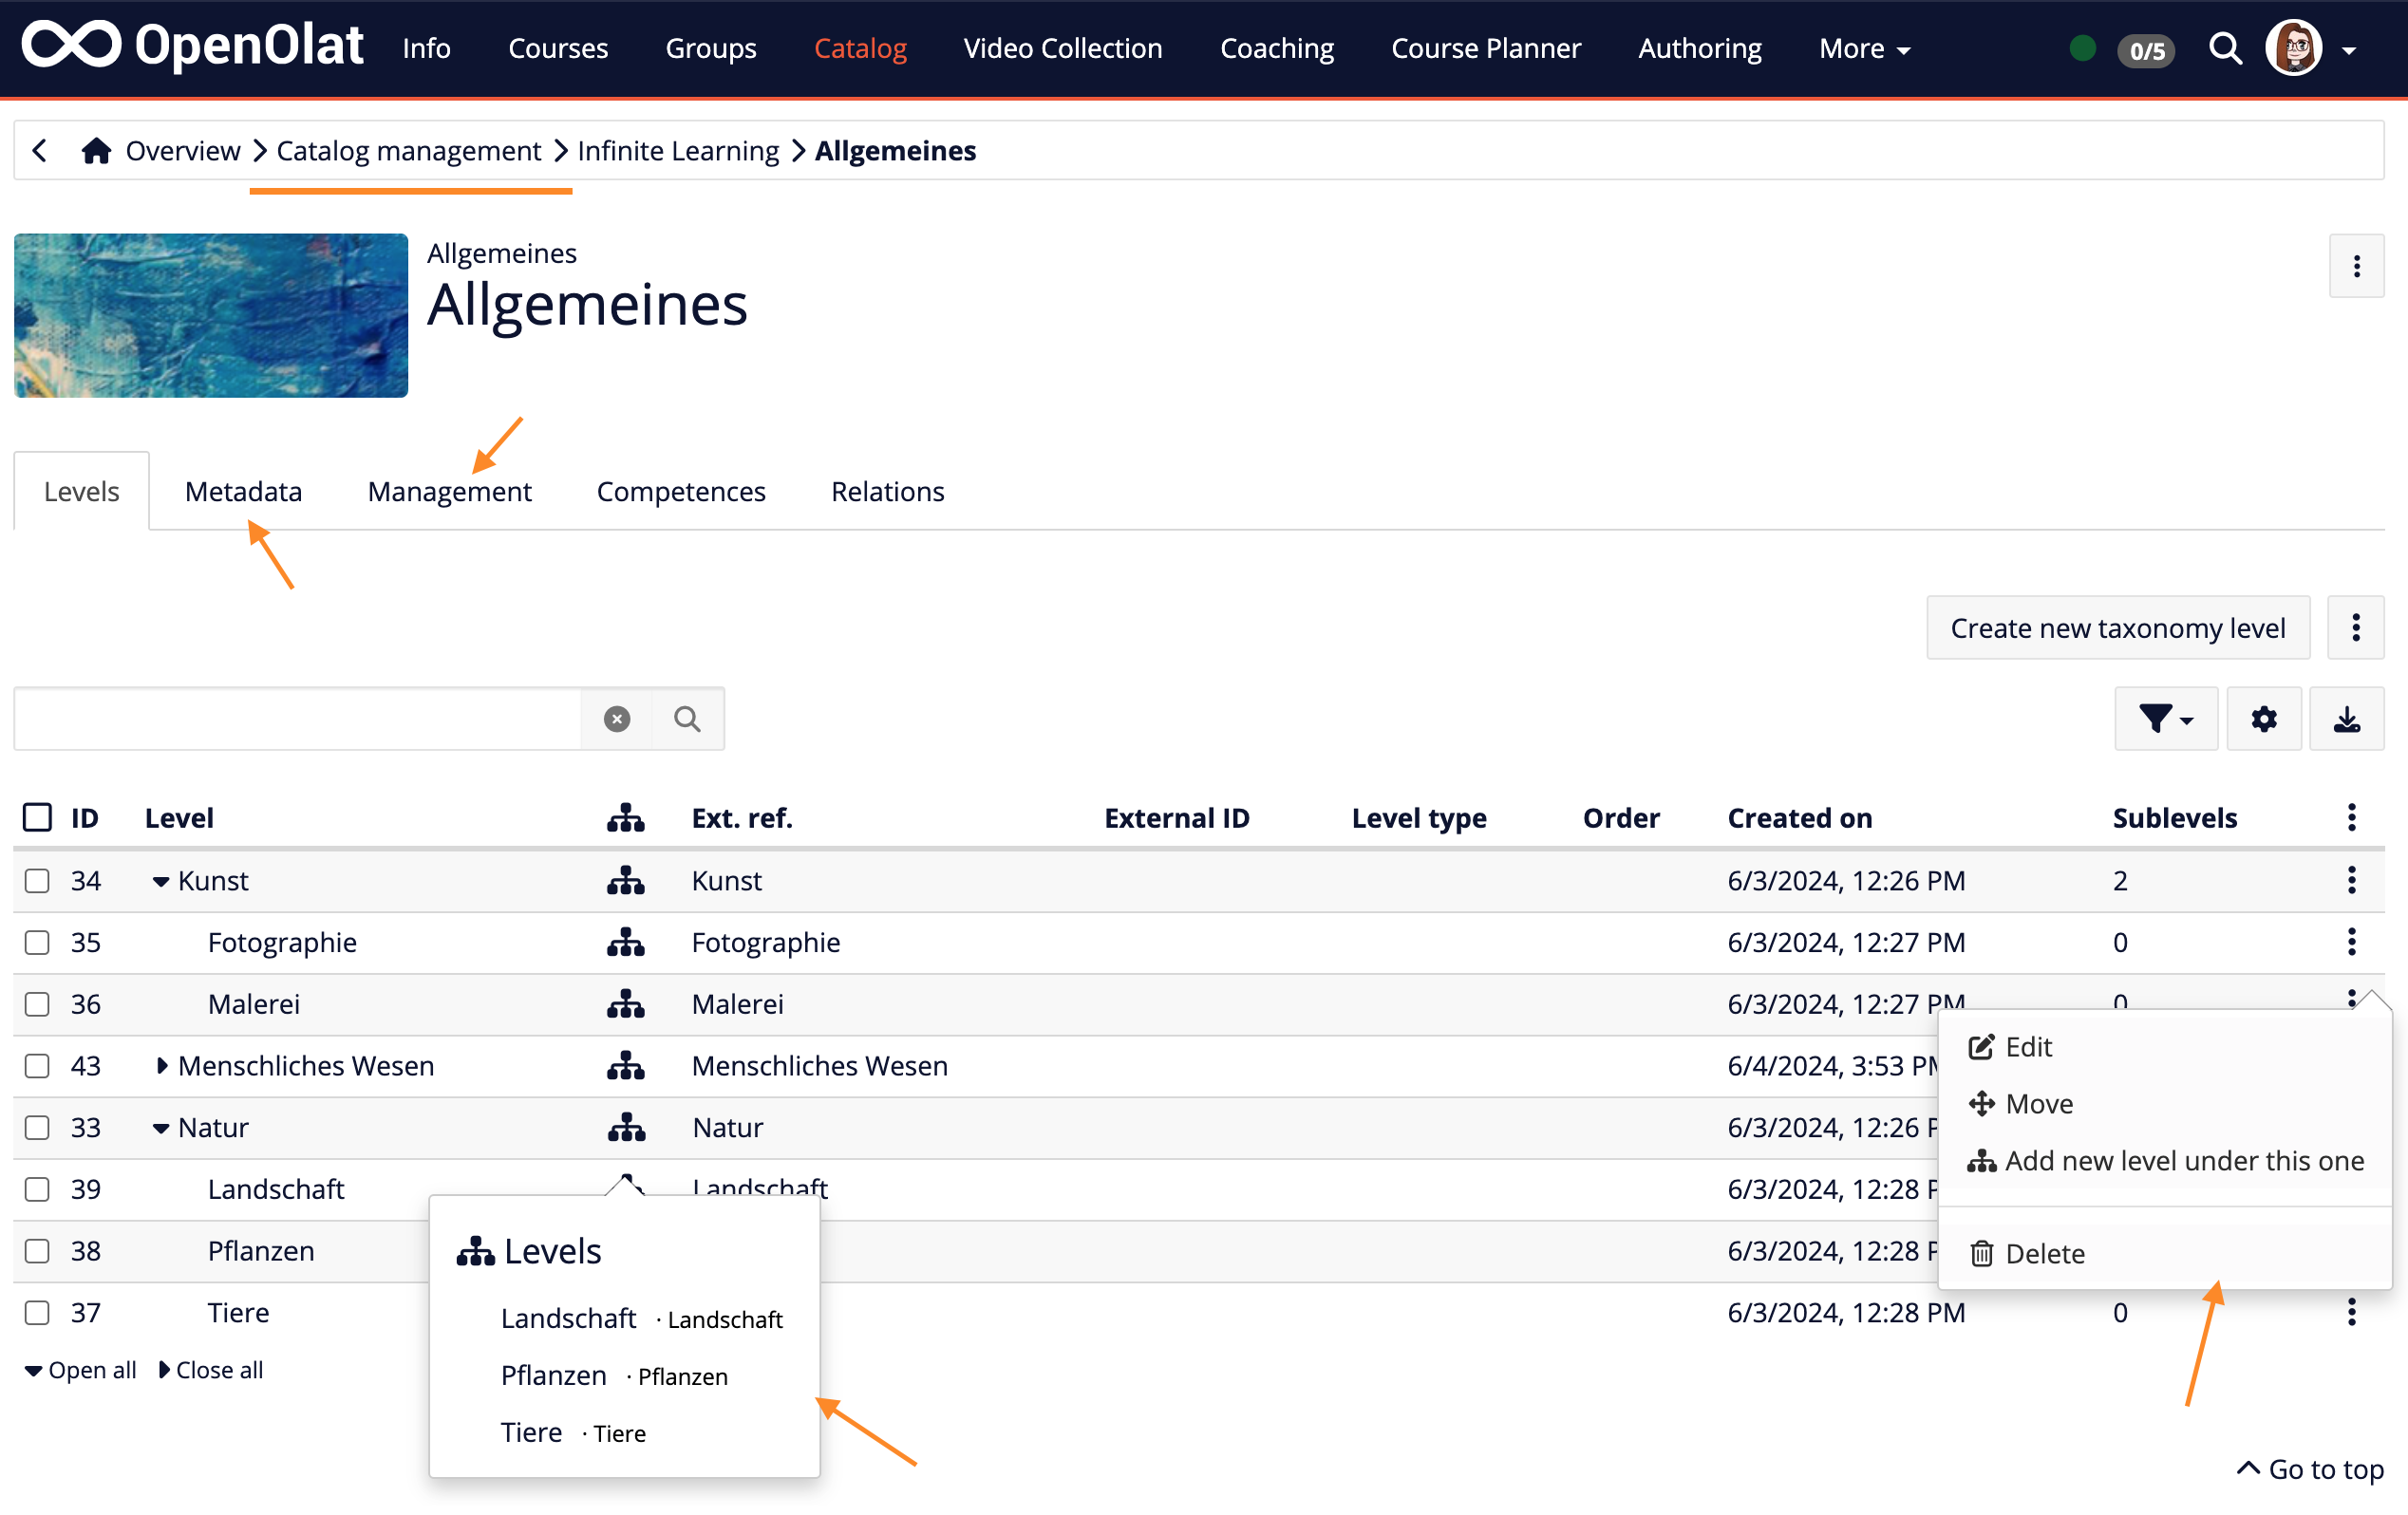 OpenOlat Info Courses Groups Catalog Video Collection Coaching Course Planner Authoring More 0/5
Overview Catalog management Infinite Learning Allgemeines
Allgemeines
Allgemeines
Levels Metadata Management Competences Relations
Create new taxonomy level
ID Level Ext. ref. External ID Level type Order Created on Sublevels
34 Kunst Kunst 6/3/2024, 12:26 PM 2
35 Fotographie Fotographie 6/3/2024, 12:27 PM 0
36 Malerei Malerei 6/3/2024, 12:27 PM 0
Edit
43 Menschliches Wesen Menschliches Wesen 6/4/2024, 3:53 PM
Move
33 Natur Natur 6/3/2024, 12:26 P
Add new level under this one
39 Landschaft Landschaft 6/3/2024, 12:28 P
38 Pflanzen 6/3/2024, 12:28 P
Delete
Levels
37 Tiere 6/3/2024, 12:28 PM 0
Landschaft · Landschaft
Open all Close all
Pflanzen · Pflanzen
Tiere · Tiere
Go to top